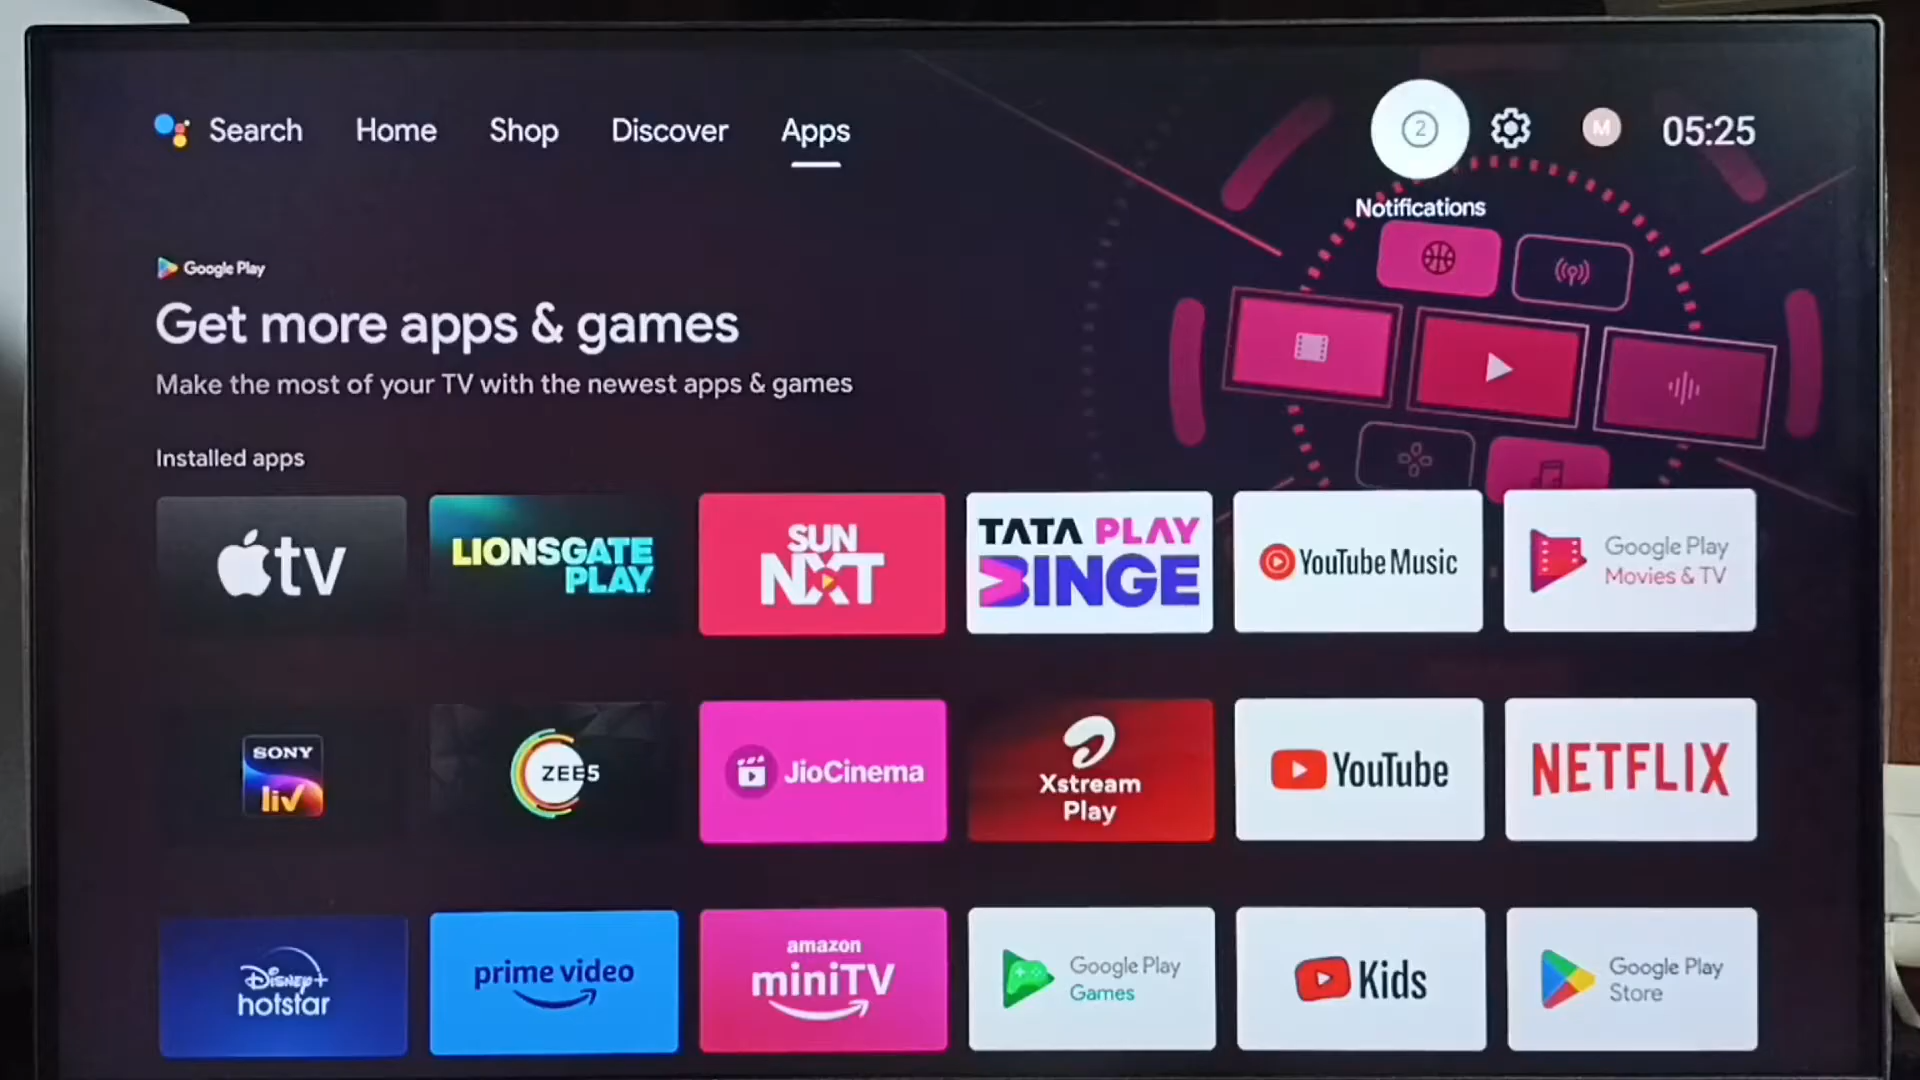 Search Home Shop Discover Apps 2 M 05:25
Notifications
Google Play
Get more apps & games
Make the most of your TV with the newest apps & games
Installed apps
tv
LIONSGATE
PLAY
SUN
NXT
TATA PLAY
BINGE
YouTube Music
Google Play
Movies & TV
SONY
liv
ZEE5
JioCinema
Xstream
Play
YouTube
NETFLIX
Disney+
hotstar
prime video
amazon
miniTV
Google Play
Games
Kids
Google Play
Store